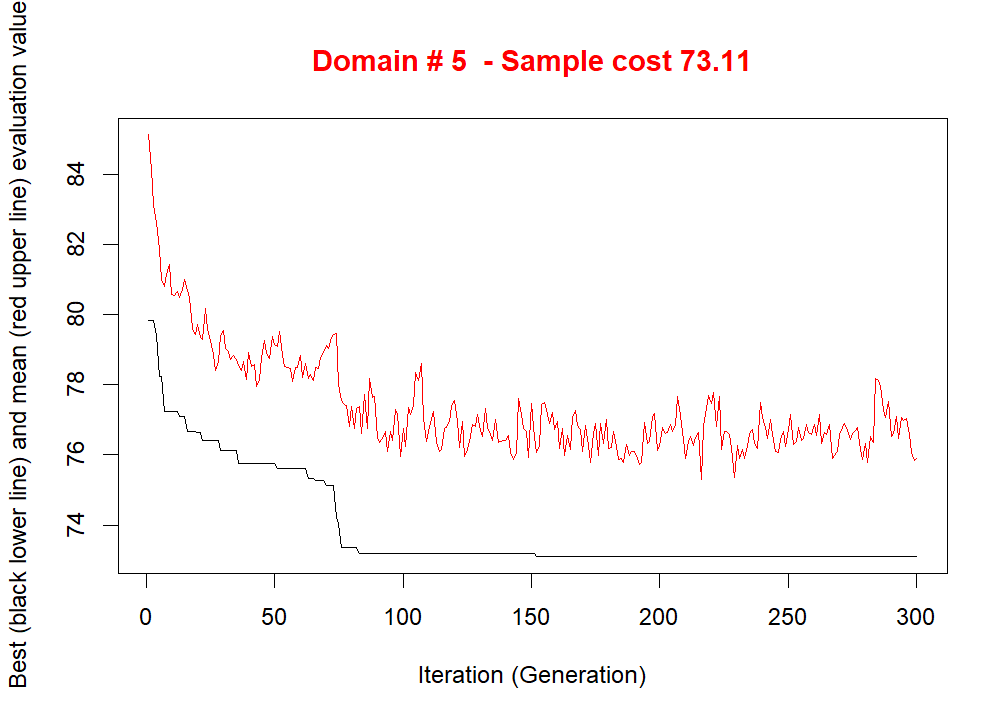 Domain # 5  - Sample cost 73.11
Best (black lower line) and mean (red upper line) evaluation value
84
82
80
78
76
74
0 50 100 150 200 250 300
Iteration (Generation)